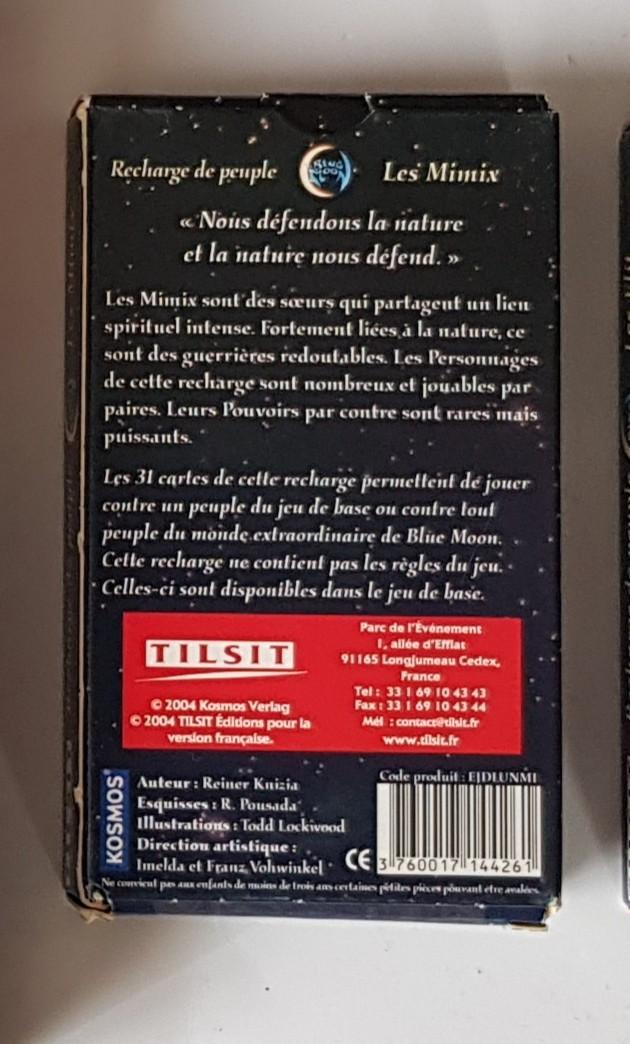 Recharge de peuple Les Mimix
« Nous défendons la nature
et la nature nous défend. »
Les Mimix sont des sœurs qui partagent un lien
spirituel intense. Fortement liées à la nature, ce
sont des guerrières redoutables. Les Personnages
de cette recharge sont nombreux et jouables par
paires. Leurs Pouvoirs par contre sont rares mais
puissants.
Les 31 cartes de cette recharge permettent de jouer
contre un peuple du jeu de base ou contre tout
peuple du monde extraordinaire de Blue Moon.
Cette recharge ne contient pas les règles du jeu.
Celles-ci sont disponibles dans le jeu de base.
TILSIT
© 2004 Kosmos Verlag
© 2004 TILSIT Éditions pour la
version française.
Parc de l'Événement
1, allée d'Effiat
91165 Longjumeau Cedex,
France
Tel : 33 1 69 10 43 43
Fax : 33 1 69 10 43 44
Mél : contact@tilsit.fr
www.tilsit.fr
KOSMOS
Auteur : Reiner Knizia
Esquisses : R. Pousada
Illustrations : Todd Lockwood
Direction artistique :
Imelda et Franz Vohwinkel
CE
Code produit : EJDLUNMI
3 760017 144261
Ne convient pas aux enfants de moins de trois ans certaines petites pièces pouvant etre avalées.